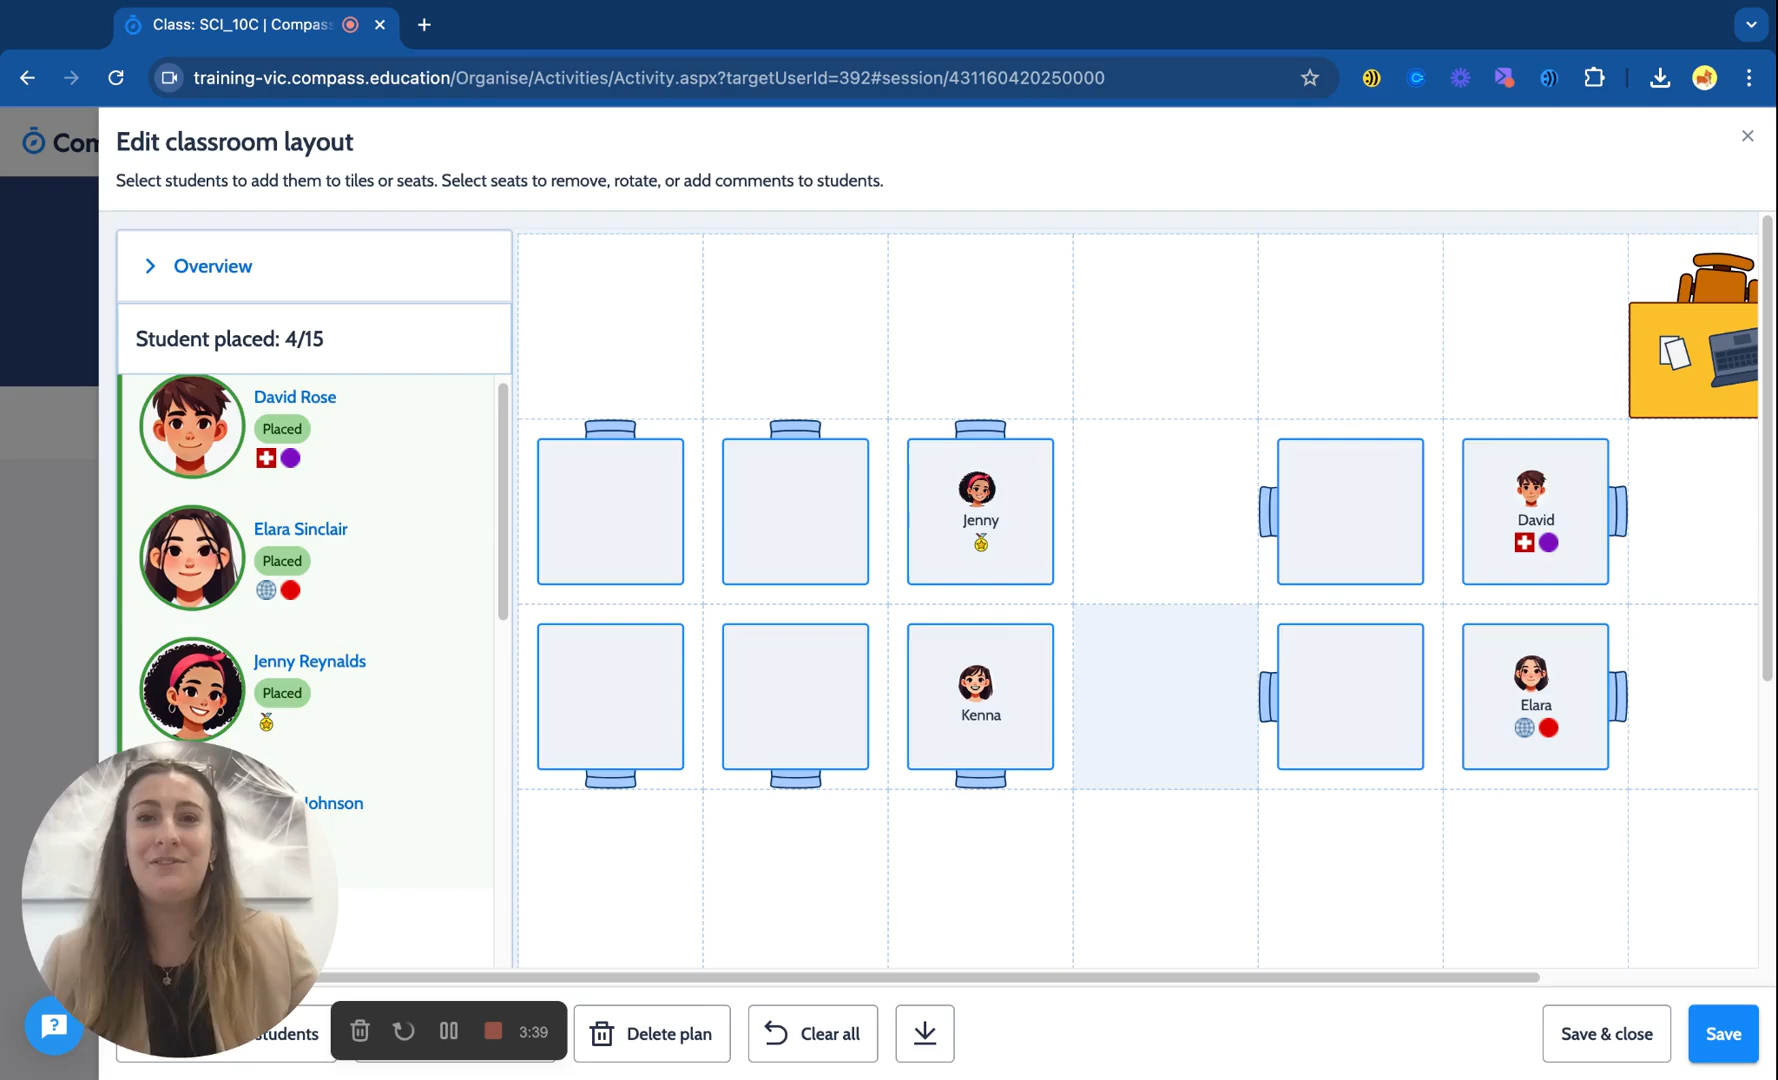 Class: SCI_10C | Compass
training-vic.compass.education/Organise/Activities/Activity.aspx?targetUserId=392#session/431160420250000
Com
Edit classroom layout
Select students to add them to tiles or seats. Select seats to remove, rotate, or add comments to students.
Overview
Student placed: 4/15
David Rose
Placed
Elara Sinclair
Placed
Jenny Reynalds
Placed
Johnson
Jenny
David
Kenna
Elara
students
3:39
Delete plan
Clear all
Save & close
Save